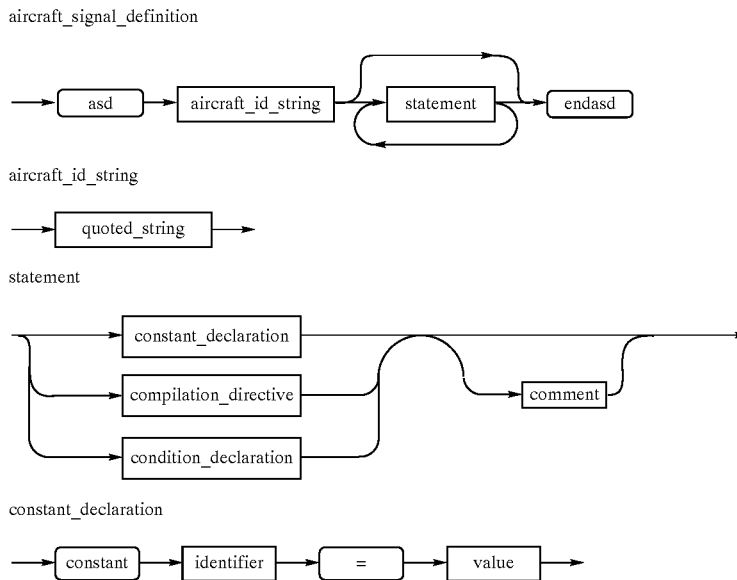 aircraft_signal_definition
asd aircraft_id_string statement endasd
aircraft_id_string
quoted_string
statement
constant_declaration
compilation_directive comment
condition_declaration
constant_declaration
constant identifier = value